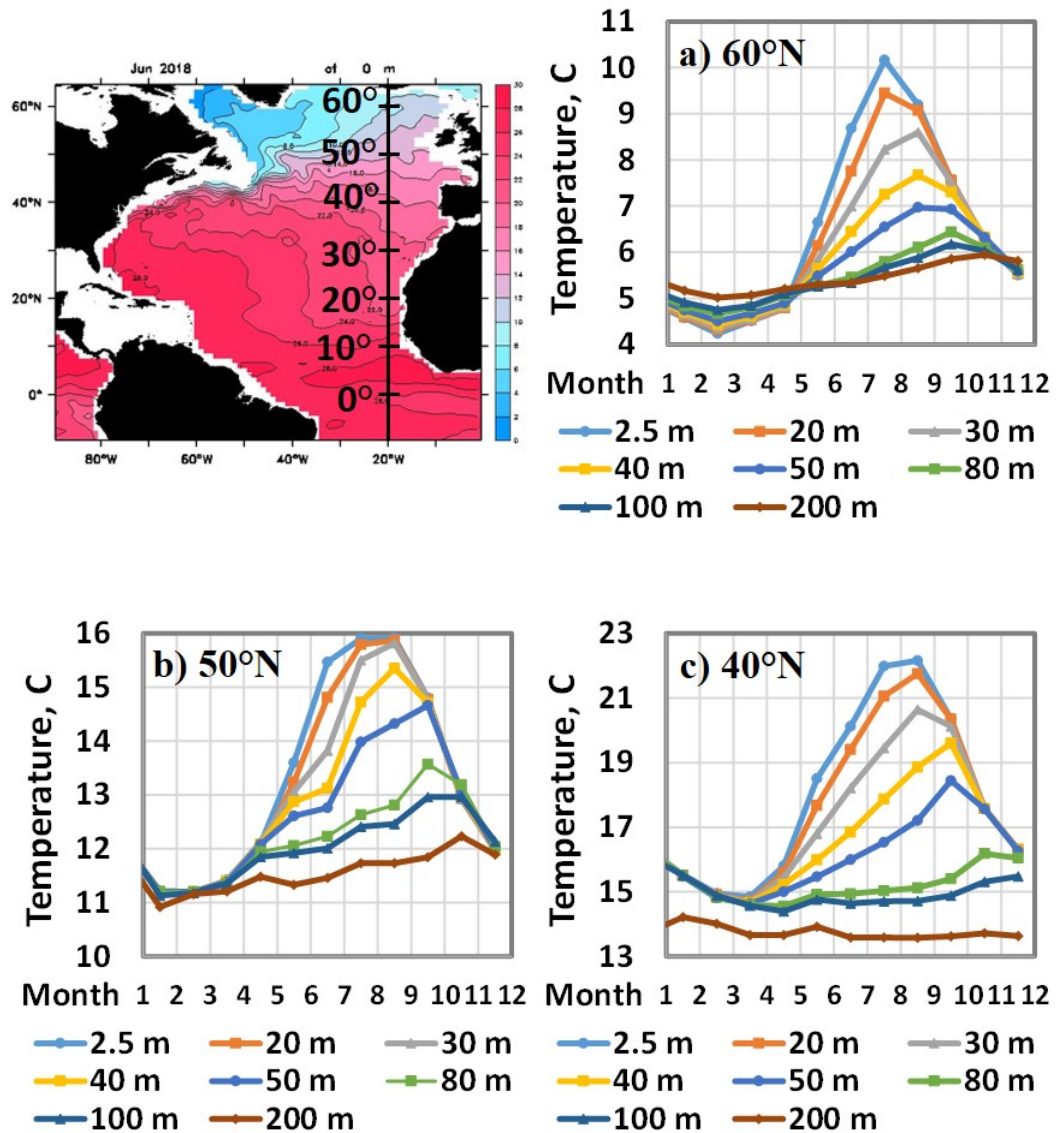 Jun 2018 at 0 m
60°N
40°N
20°N
0°
80°W 60°W 40°W 20°W
60°
50°
40°
30°
20°
10°
0°
30
28
26
24
22
20
18
16
14
12
10
8
6
4
2
0
a) 60°N
Temperature, C
11
10
9
8
7
6
5
4
Month 1 2 3 4 5 6 7 8 9 10 11 12
2.5 m 20 m 30 m
40 m 50 m 80 m
100 m 200 m
b) 50°N
Temperature, C
16
15
14
13
12
11
10
Month 1 2 3 4 5 6 7 8 9 10 11 12
2.5 m 20 m 30 m
40 m 50 m 80 m
100 m 200 m
c) 40°N
Temperature, C
23
21
19
17
15
13
Month 1 2 3 4 5 6 7 8 9 10 11 12
2.5 m 20 m 30 m
40 m 50 m 80 m
100 m 200 m